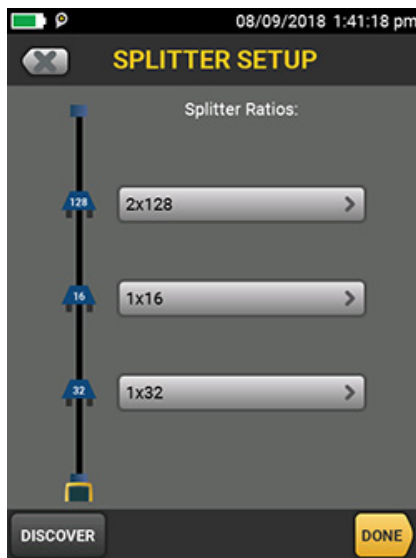 08/09/2018 1:41:18 pm
SPLITTER SETUP
Splitter Ratios:
128
2x128
16
1x16
32
1x32
DISCOVER
DONE